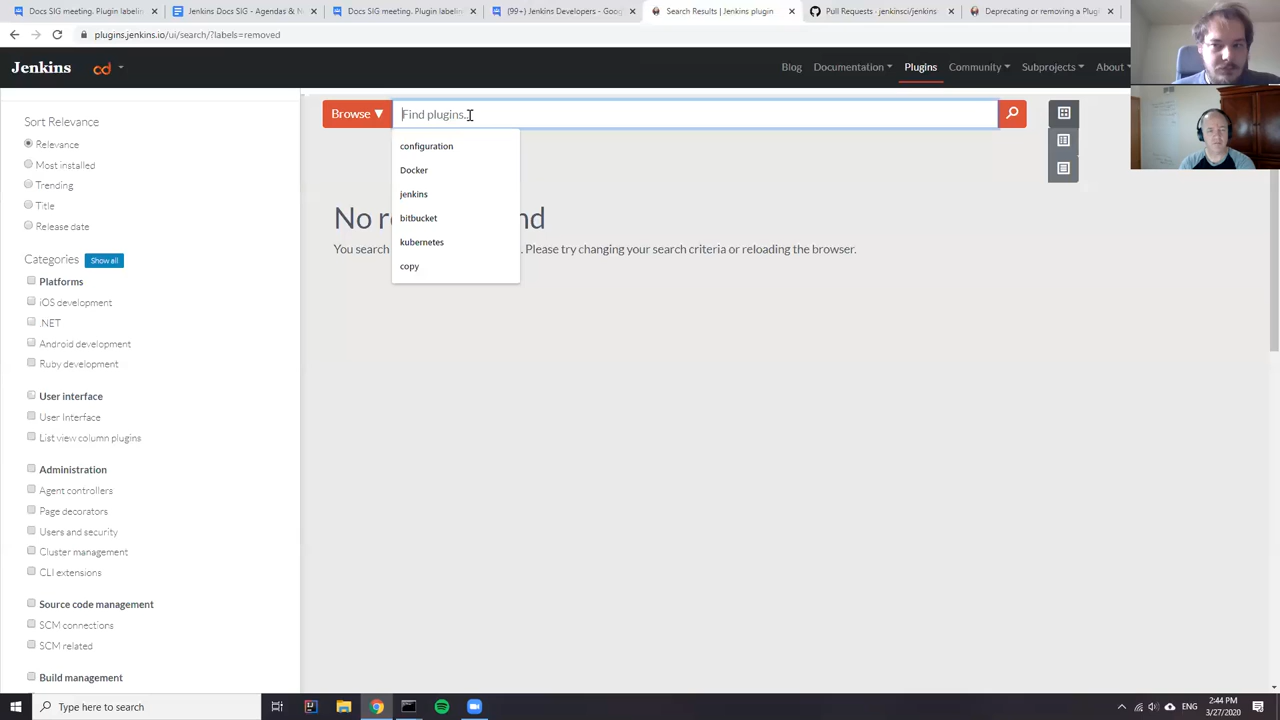 Docs SIG meeting. Plugin labelin
Jenkins Docs SIG - Agendas & N
Docs SIG meeting. Plugin labelin
(99+) Jenkins Developers - Goog
Search Results | Jenkins plugin
Pull Requests · jenkinsci/jenkins
Deprecating or removing a Plug
plugins.jenkins.io/ui/search/?labels=removed
Jenkins
cd
Blog
Documentation
Plugins
Community
Subprojects
About
Sort Relevance
Relevance
Most installed
Trending
Title
Release date
Categories
Show all
Platforms
iOS development
.NET
Android development
Ruby development
User interface
User Interface
List view column plugins
Administration
Agent controllers
Page decorators
Users and security
Cluster management
CLI extensions
Source code management
SCM connections
SCM related
Build management
Browse ▼
Find plugins...
configuration
Docker
jenkins
bitbucket
kubernetes
copy
No re nd
You search . Please try changing your search criteria or reloading the browser.
Type here to search
ENG
2:44 PM
3/27/2020